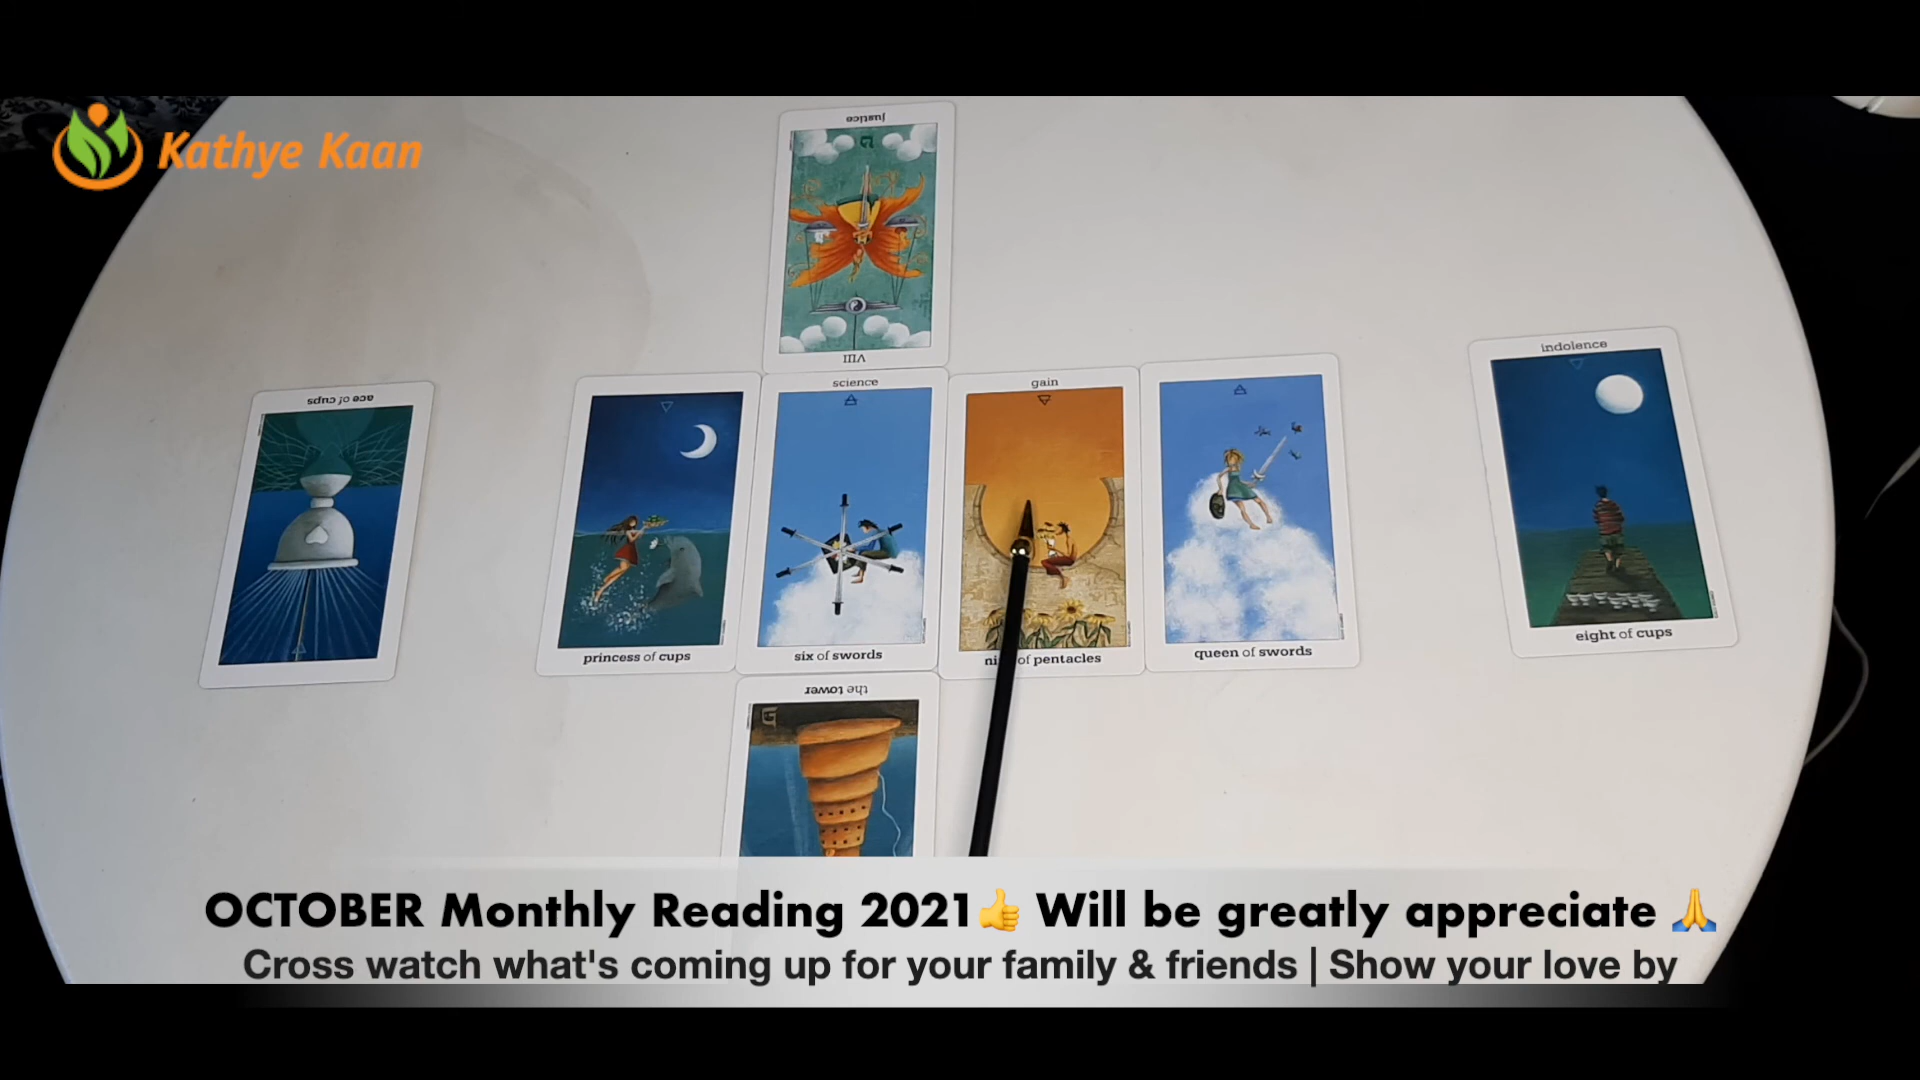 Kathye Kaan
justice
VIII
ace of cups
princess of cups
science
six of swords
gain
of pentacles
queen of swords
indolence
eight of cups
the tower
OCTOBER Monthly Reading 2021👍 Will be greatly appreciate 🙏
Cross watch what's coming up for your family & friends | Show your love by